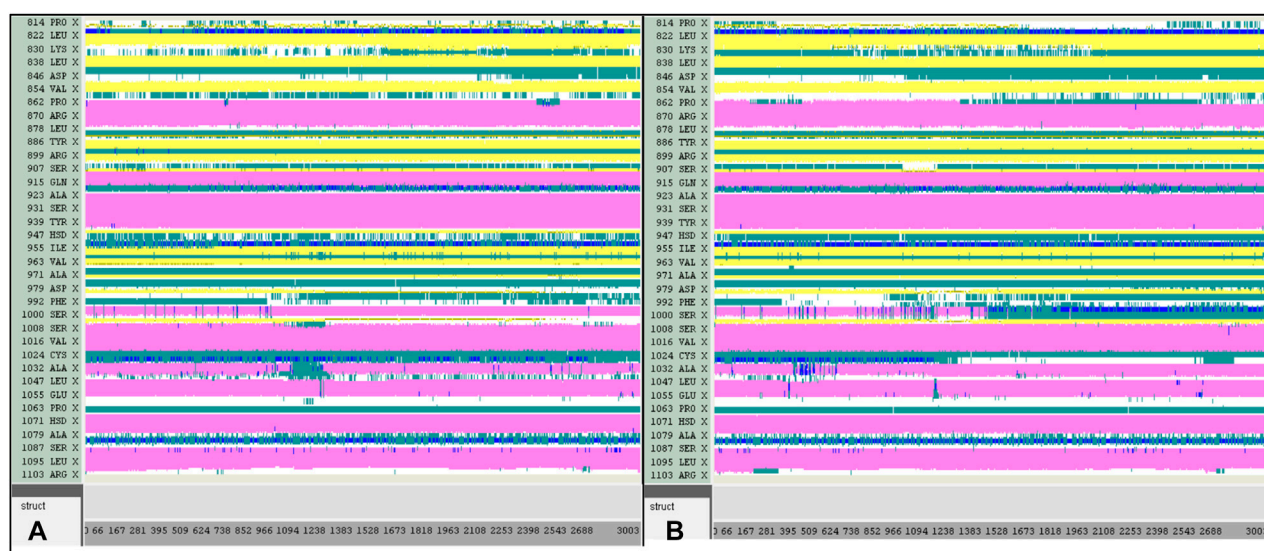 814 PRO X
822 LEU X
830 LYS X
838 LEU X
846 ASP X
854 VAL X
862 PRO X
870 ARG X
878 LEU X
886 TYR X
899 ARG X
907 SER X
915 GLN X
923 ALA X
931 SER X
939 TYR X
947 HSD X
955 ILE X
963 VAL X
971 ALA X
979 ASP X
992 PHE X
1000 SER X
1008 SER X
1016 VAL X
1024 CYS X
1032 ALA X
1047 LEU X
1055 GLU X
1063 PRO X
1071 HSD X
1079 ALA X
1087 SER X
1095 LEU X
1103 ARG X
struct
A
0 66 167 281 395 509 624 738 852 966 1094 1238 1383 1528 1673 1818 1963 2108 2253 2398 2543 2688 3003
814 PRO X
822 LEU X
830 LYS X
838 LEU X
846 ASP X
854 VAL X
862 PRO X
870 ARG X
878 LEU X
886 TYR X
899 ARG X
907 SER X
915 GLN X
923 ALA X
931 SER X
939 TYR X
947 HSD X
955 ILE X
963 VAL X
971 ALA X
979 ASP X
992 PHE X
1000 SER X
1008 SER X
1016 VAL X
1024 CYS X
1032 ALA X
1047 LEU X
1055 GLU X
1063 PRO X
1071 HSD X
1079 ALA X
1087 SER X
1095 LEU X
1103 ARG X
struct
B
66 167 281 395 509 624 738 852 966 1094 1238 1383 1528 1673 1818 1963 2108 2253 2398 2543 2688